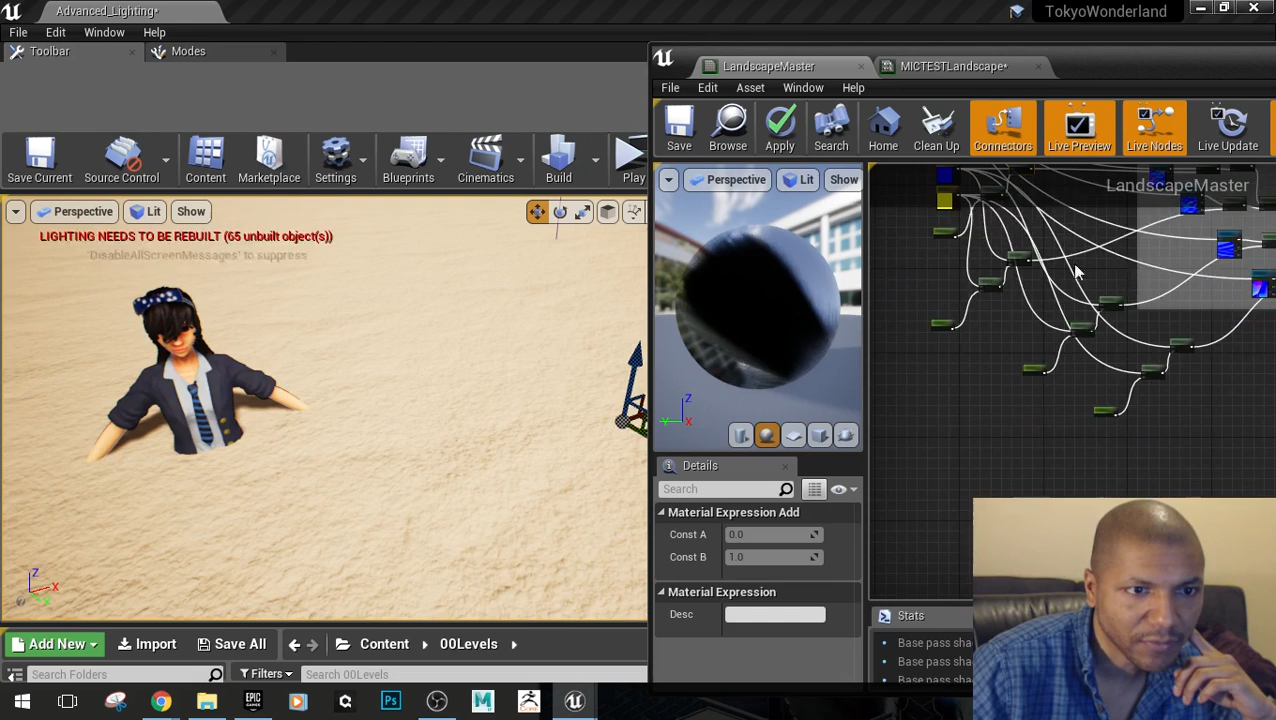 Advanced_Lighting*
TokyoWonderland
File Edit Window Help
Toolbar
Modes
Save Current
Source Control
Content
Marketplace
Settings
Blueprints
Cinematics
Build
Play
Perspective
Lit
Show
LIGHTING NEEDS TO BE REBUILT (65 unbuilt object(s))
'DisableAllScreenMessages' to suppress
Z
X
Add New
Import
Save All
Content
00Levels
Search Folders
Filters
Search 00Levels
LandscapeMaster
MICTESTLandscape*
File Edit Asset Window Help
Save
Browse
Apply
Search
Home
Clean Up
Connectors
Live Preview
Live Nodes
Live Update
Perspective
Lit
Show
LandscapeMaster
Z
Y
X
Details
Search
Material Expression Add
Const A 0.0
Const B 1.0
Material Expression
Desc
Stats
Base pass sha
Base pass sha
Base pass sha
EPIC
GAMES
Ps